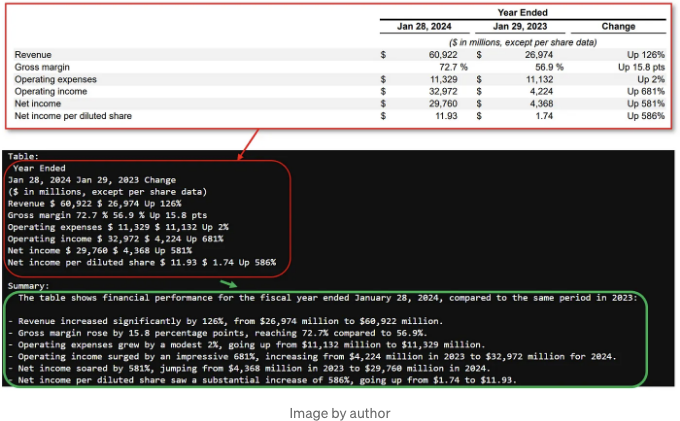 Year Ended
Jan 28, 2024 Jan 29, 2023 Change
($ in millions, except per share data)
Revenue $ 60,922 $ 26,974 Up 126%
Gross margin 72.7 % 56.9 % Up 15.8 pts
Operating expenses $ 11,329 $ 11,132 Up 2%
Operating income $ 32,972 $ 4,224 Up 681%
Net income $ 29,760 $ 4,368 Up 581%
Net income per diluted share $ 11.93 $ 1.74 Up 586%
Table:
Year Ended
Jan 28, 2024 Jan 29, 2023 Change
($ in millions, except per share data)
Revenue $ 60,922 $ 26,974 Up 126%
Gross margin 72.7 % 56.9 % Up 15.8 pts
Operating expenses $ 11,329 $ 11,132 Up 2%
Operating income $ 32,972 $ 4,224 Up 681%
Net income $ 29,760 $ 4,368 Up 581%
Net income per diluted share $ 11.93 $ 1.74 Up 586%
Summary:
The table shows financial performance for the fiscal year ended January 28, 2024, compared to the same period in 2023:
- Revenue increased significantly by 126%, from $26,974 million to $60,922 million.
- Gross margin rose by 15.8 percentage points, reaching 72.7% compared to 56.9%.
- Operating expenses grew by a modest 2%, going up from $11,132 million to $11,329 million.
- Operating income surged by an impressive 681%, increasing from $4,224 million in 2023 to $32,972 million for 2024.
- Net income soared by 581%, jumping from $4,368 million in 2023 to $29,760 million in 2024.
- Net income per diluted share saw a substantial increase of 586%, going up from $1.74 to $11.93.
Image by author